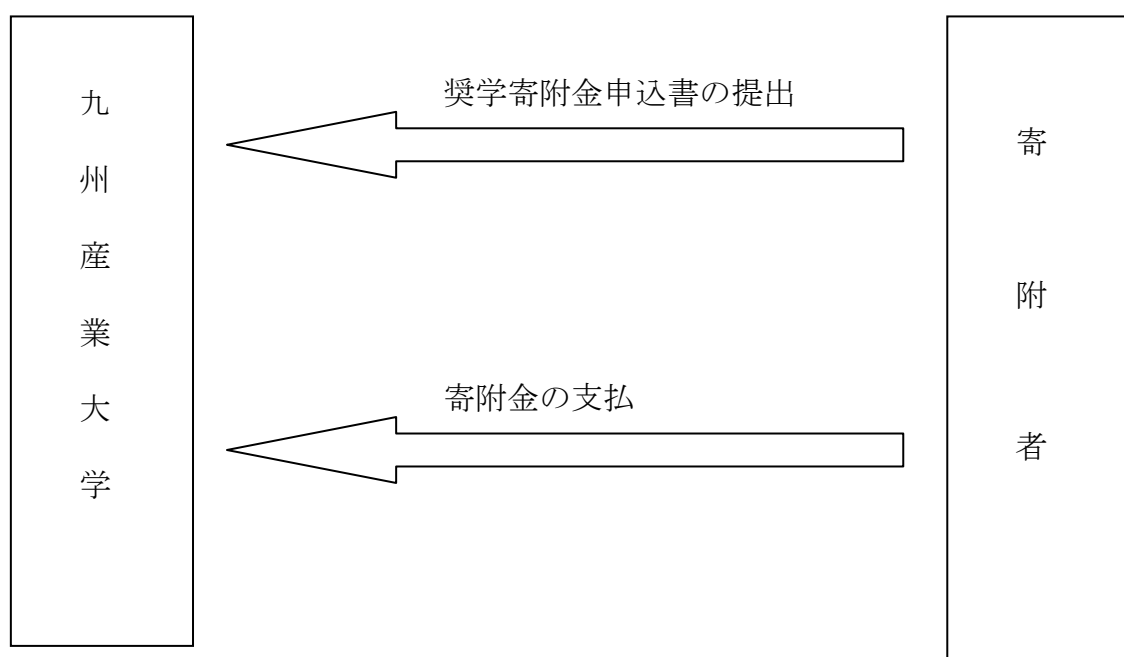 九州産業大学
奨学寄附金申込書の提出
寄附金の支払
寄附者